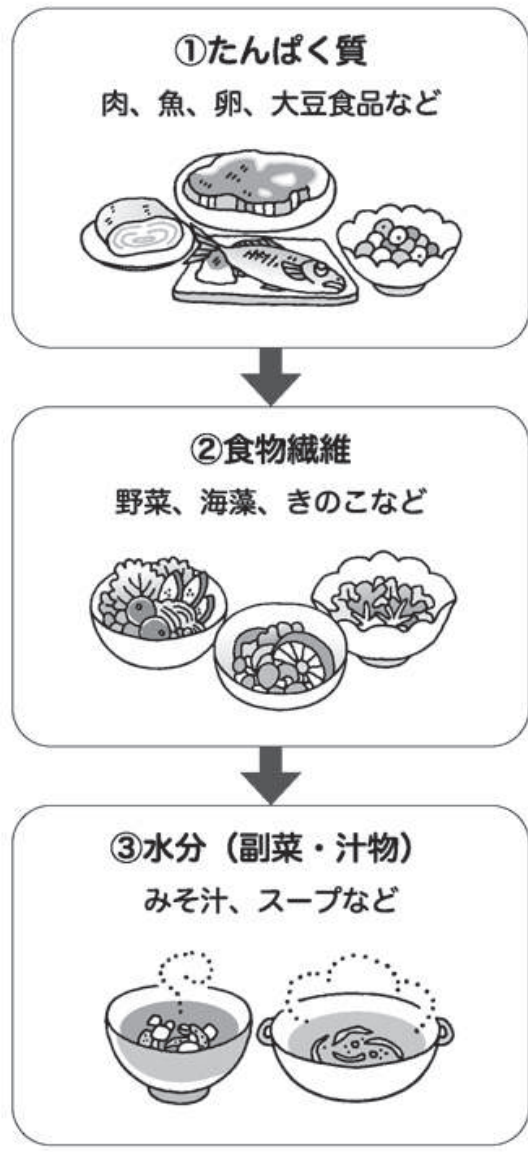 ①たんぱく質
肉、魚、卵、大豆食品など
②食物繊維
野菜、海藻、きのこなど
③水分（副菜・汁物）
みそ汁、スープなど